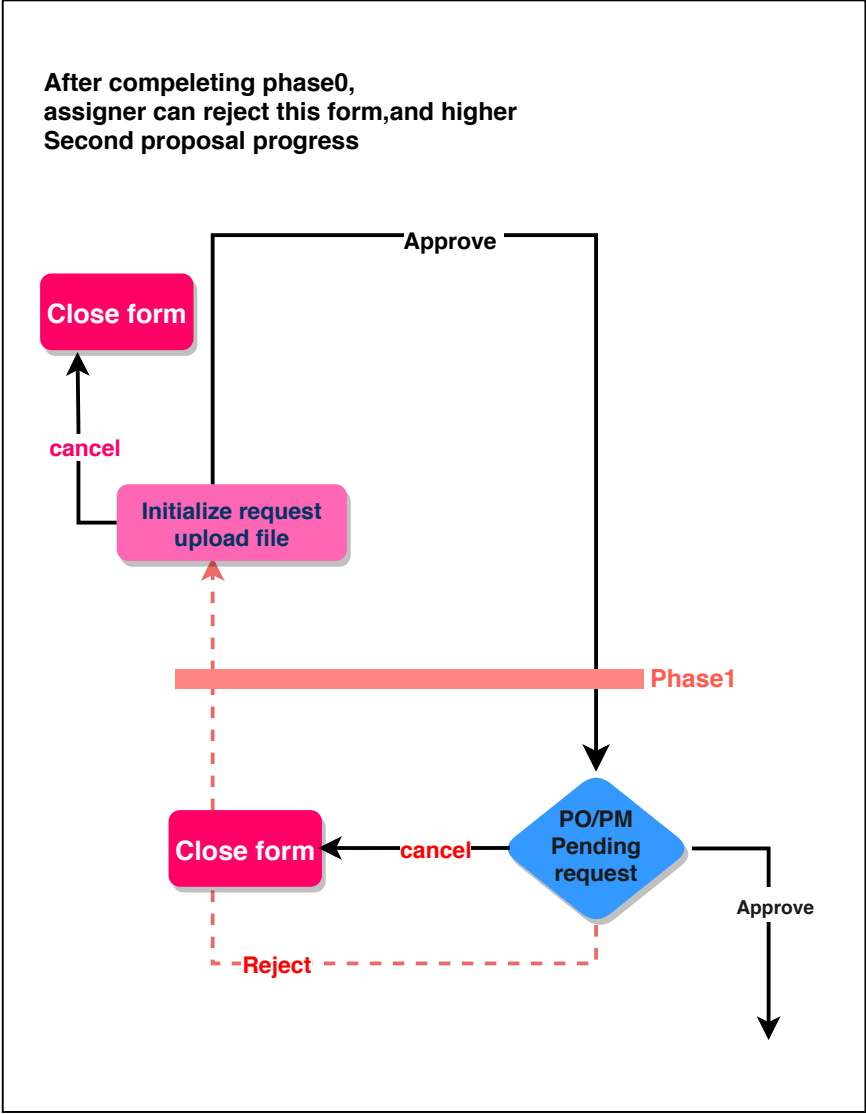 After compeleting phase0,
assigner can reject this form,and higher
Second proposal progress
Approve
Close form
cancel
Initialize request
upload file
Phase1
PO/PM
Pending
request
Close form
cancel
Approve
Reject